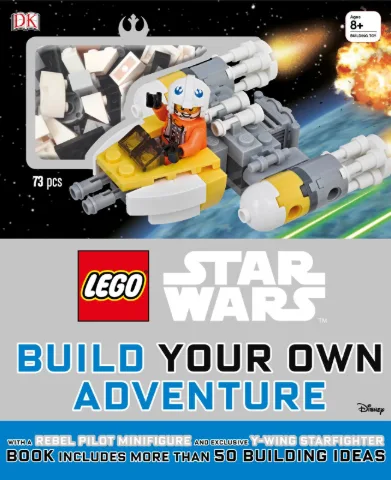 DK
Ages
8+
BUILDING TOY
73 pcs
LEGO
STAR
WARS
TM
BUILD YOUR OWN
ADVENTURE
Disney
WITH A REBEL PILOT MINIFIGURE AND EXCLUSIVE Y-WING STARFIGHTER
BOOK INCLUDES MORE THAN 50 BUILDING IDEAS